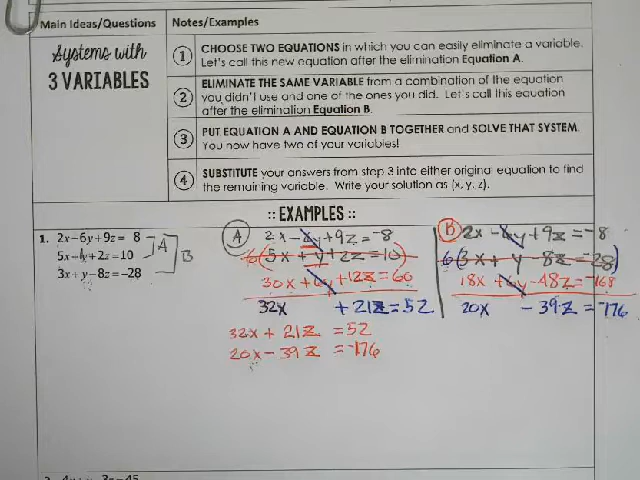 Main Ideas/Questions Notes/Examples
Systems with
3 VARIABLES
1 CHOOSE TWO EQUATIONS in which you can easily eliminate a variable.
Let's call this new equation after the elimination Equation A.
2 ELIMINATE THE SAME VARIABLE from a combination of the equation
you didn't use and one of the ones you did. Let's call this equation
after the elimination Equation B.
3 PUT EQUATION A AND EQUATION B TOGETHER and SOLVE THAT SYSTEM.
You now have two of your variables!
4 SUBSTITUTE your answers from step 3 into either original equation to find
the remaining variable. Write your solution as (x, y, z).
:: EXAMPLES ::
1. 2x-6y+9z= 8
5x-y+2z=10
3x+y-8z=-28
A
B
A 2x-6y+9z=-8
6(5x+y+2z=10)
30x+6y+12z=60
32x +21z=52
32x+21z=52
20x-39z=-176
B 2x-6y+9z=-8
6(3x+y-8z=-28)
18x+6y-48z=-168
20x -39z=-176